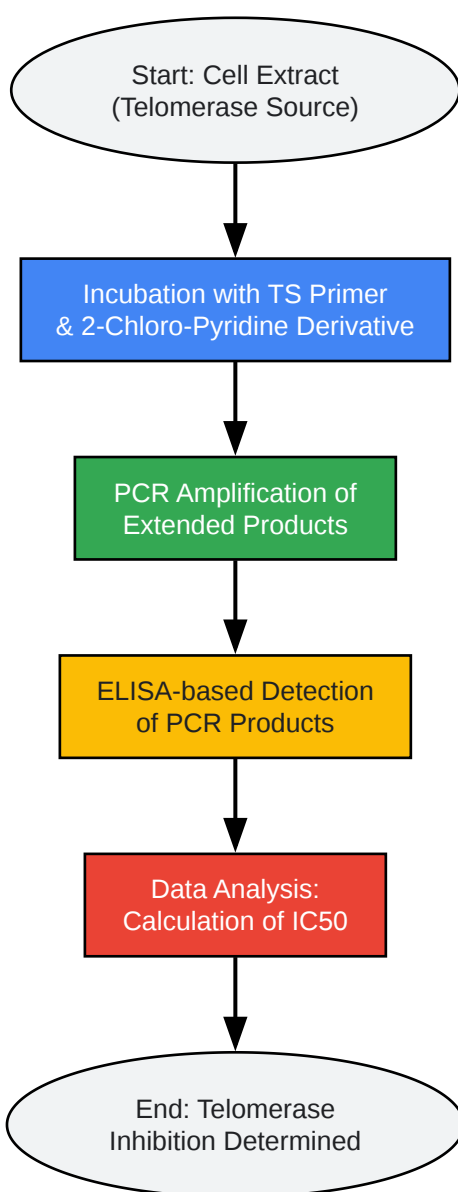 Start: Cell Extract
(Telomerase Source)
Incubation with TS Primer
& 2-Chloro-Pyridine Derivative
PCR Amplification of
Extended Products
ELISA-based Detection
of PCR Products
Data Analysis:
Calculation of IC50
End: Telomerase
Inhibition Determined